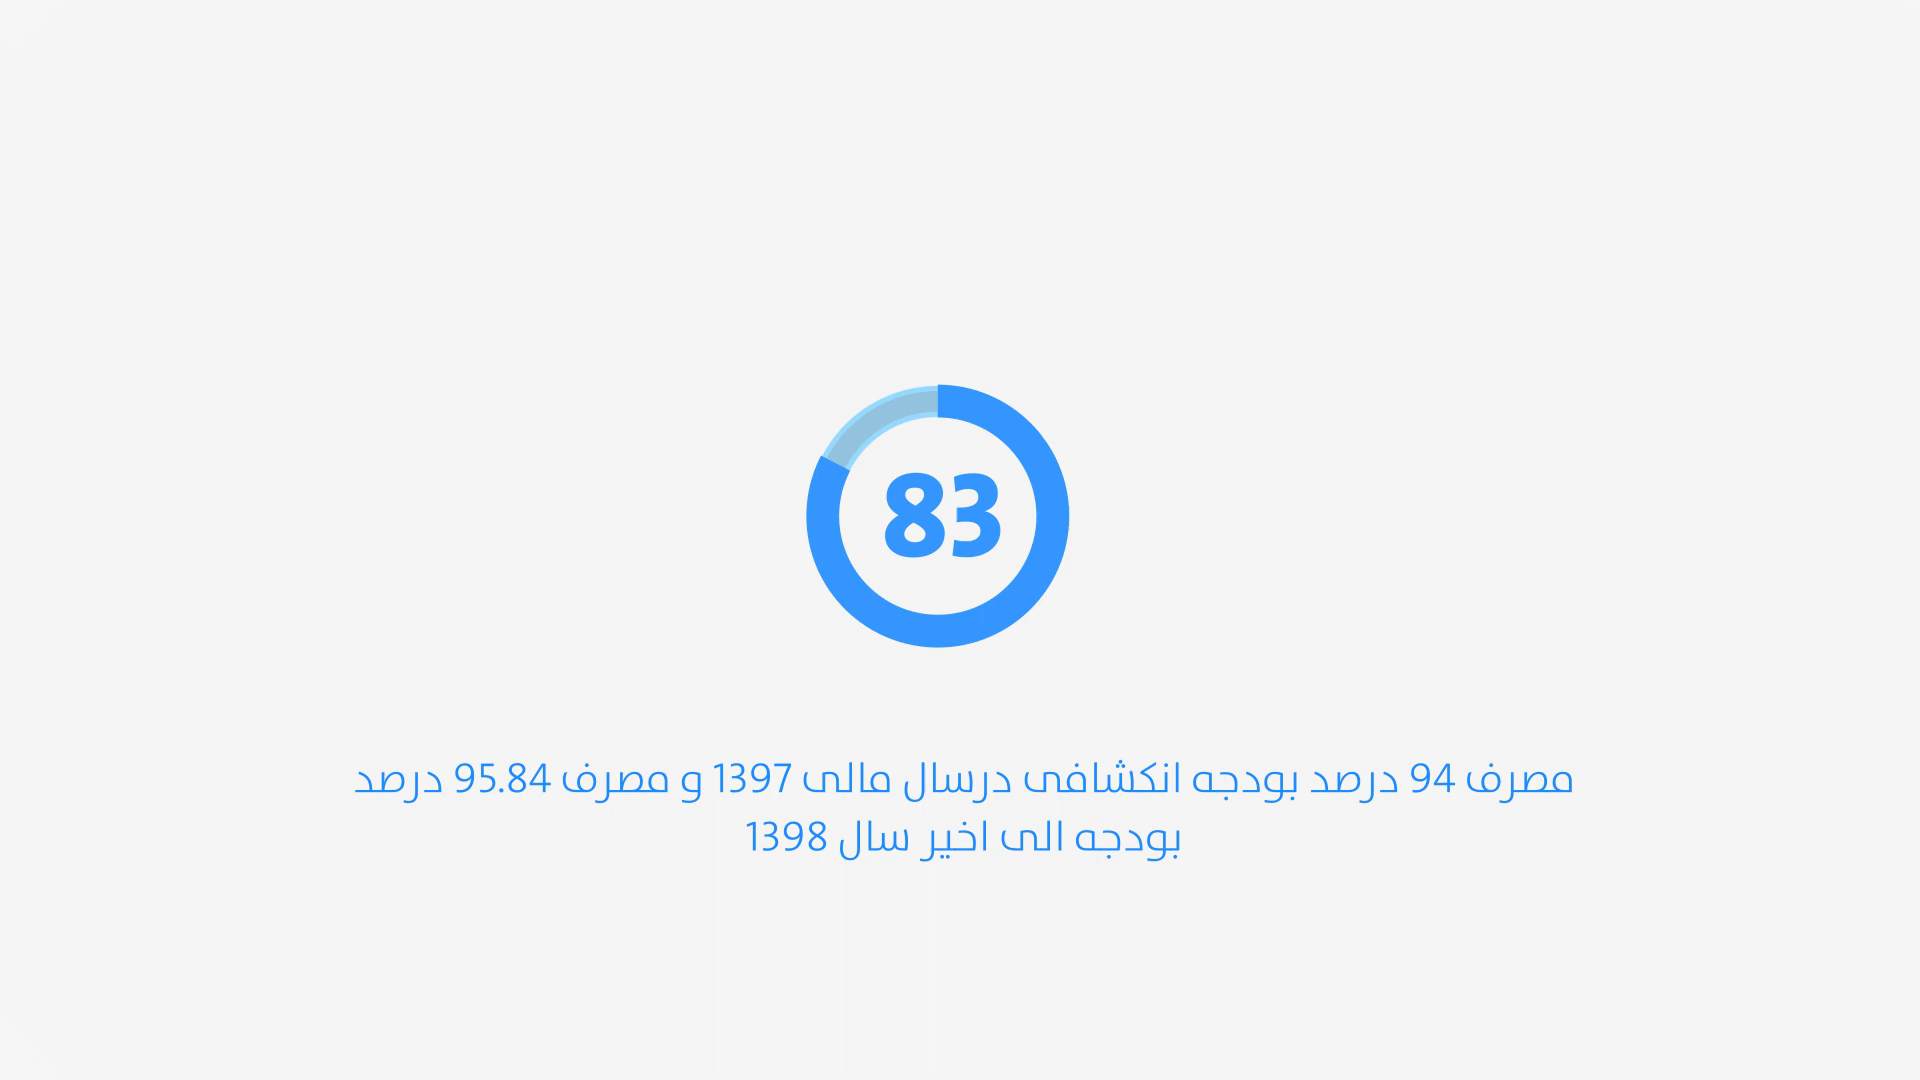 83
مصرف 94 درصد بودجه انکشافی درسال مالی 1397 و مصرف 95.84 درصد
بودجه الی اخیر سال 1398